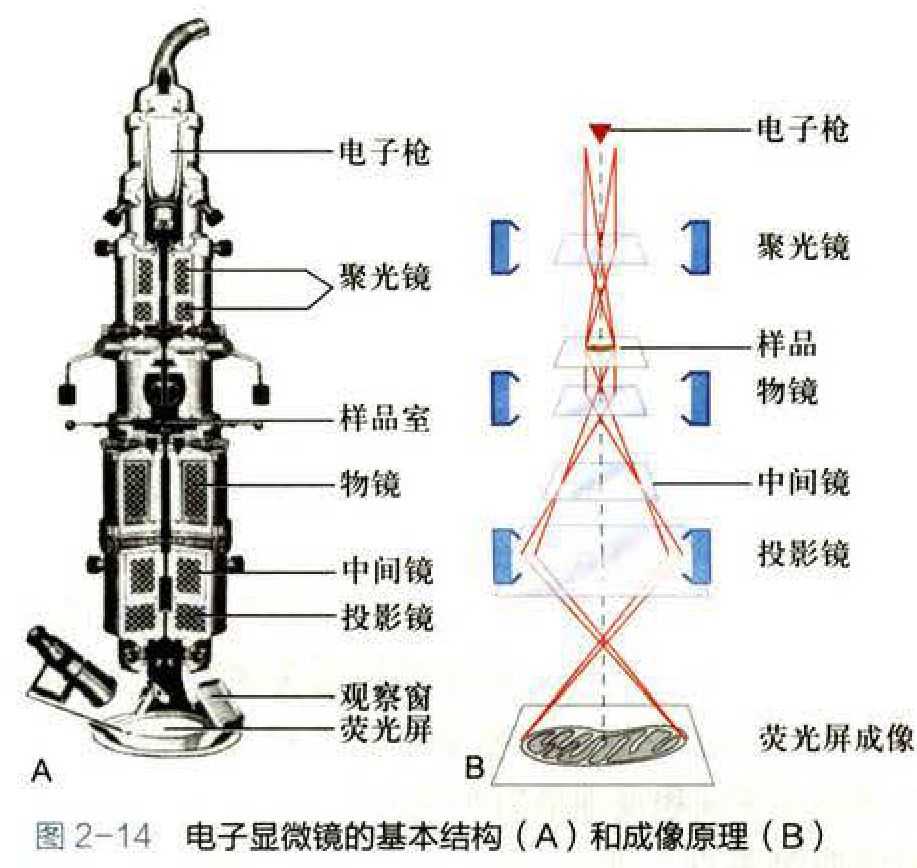 电子枪
聚光镜
样品室
物镜
中间镜
投影镜
观察窗
荧光屏
A
电子枪
聚光镜
样品
物镜
中间镜
投影镜
荧光屏成像
B
图 2-14 电子显微镜的基本结构（A）和成像原理（B）